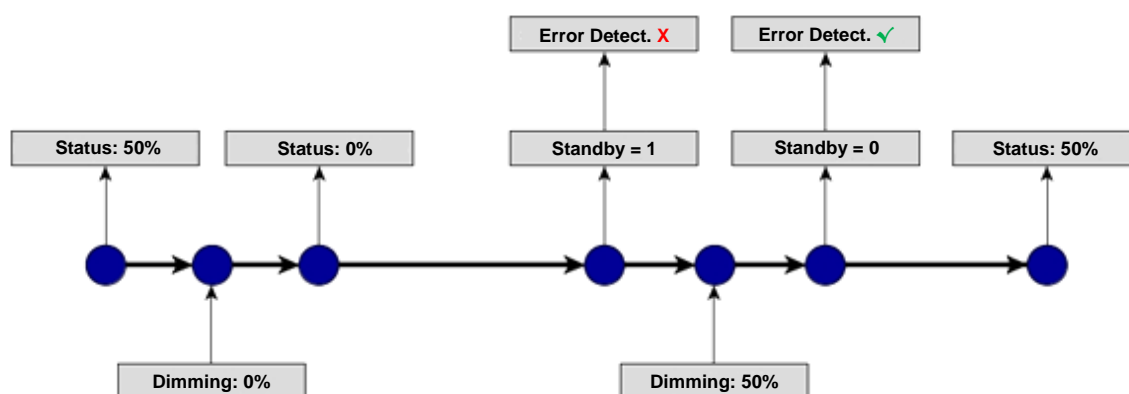 Error Detect. X
Error Detect. ✓
Status: 50%
Status: 0%
Standby = 1
Standby = 0
Status: 50%
Dimming: 0%
Dimming: 50%